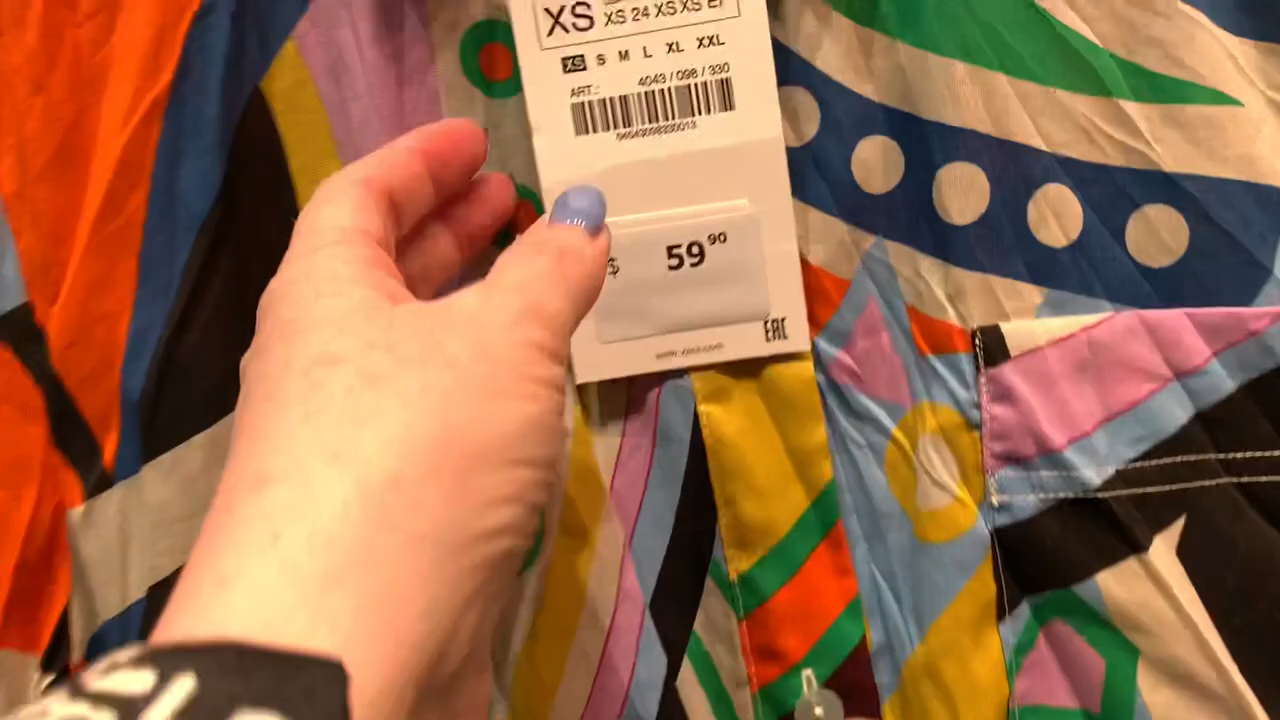 XS XS 24 XS XS
XS S M L XL XXL
ART.: 4043 / 098 / 330
$ 59 90
EAC